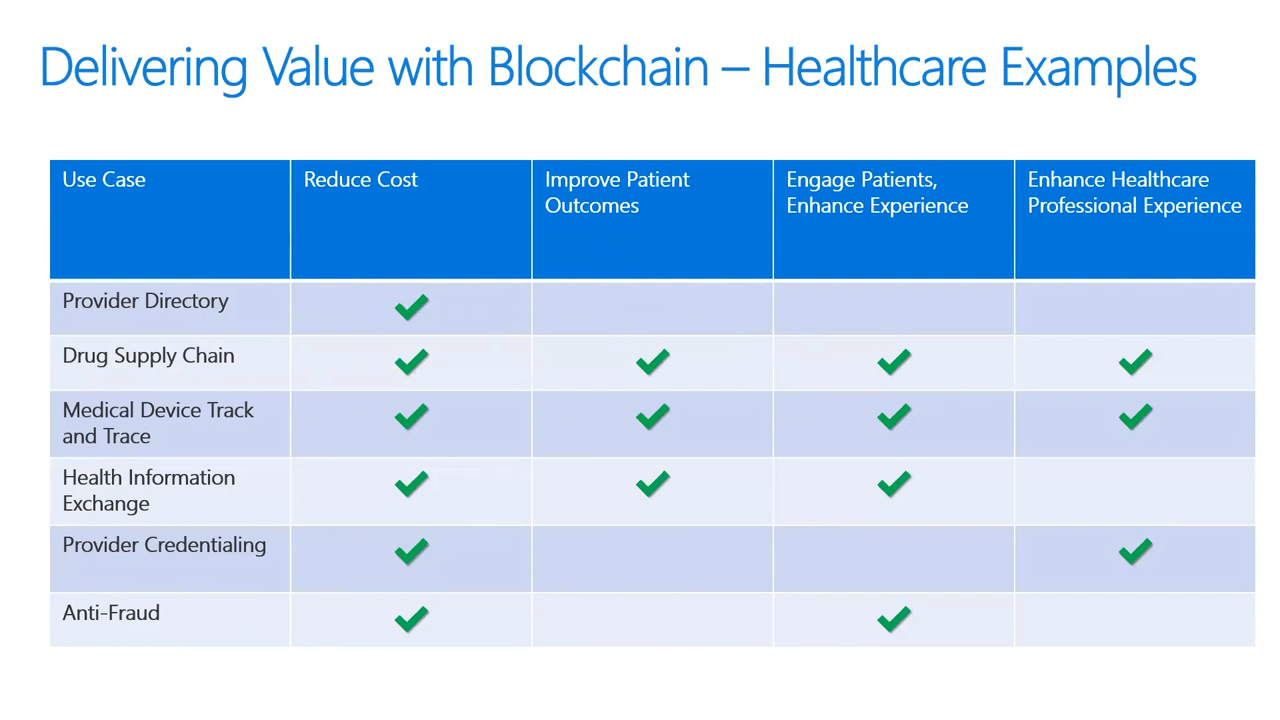 Delivering Value with Blockchain – Healthcare Examples
Use Case
Reduce Cost
Improve Patient
Outcomes
Engage Patients,
Enhance Experience
Enhance Healthcare
Professional Experience
Provider Directory
Drug Supply Chain
Medical Device Track
and Trace
Health Information
Exchange
Provider Credentialing
Anti-Fraud